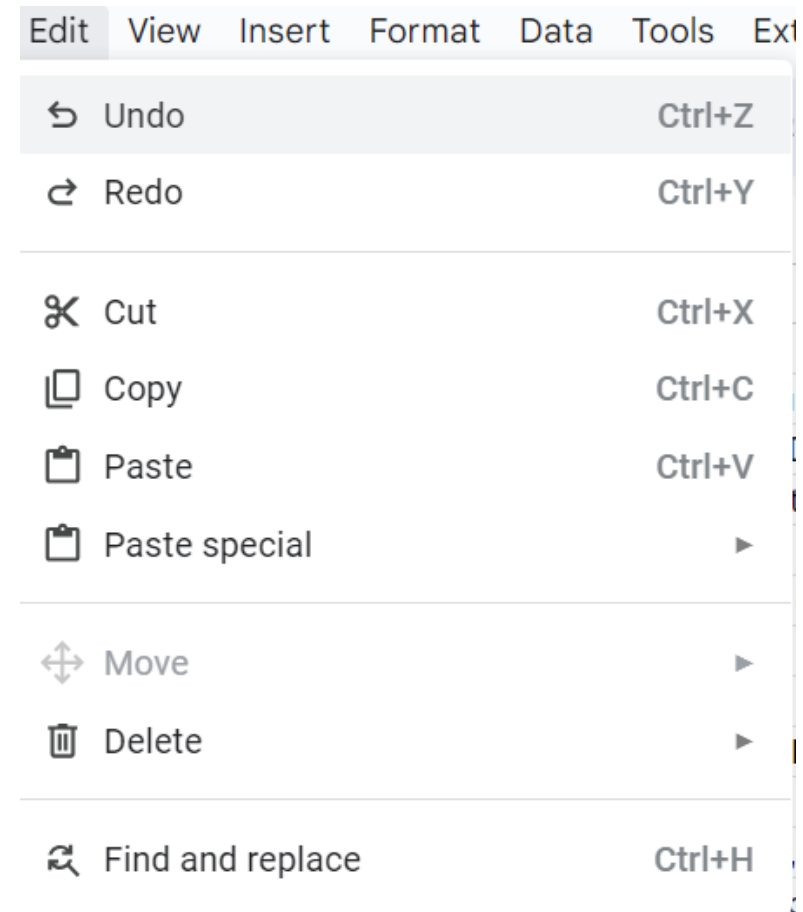 Edit View Insert Format Data Tools Ext
Undo Ctrl+Z
Redo Ctrl+Y
Cut Ctrl+X
Copy Ctrl+C
Paste Ctrl+V
Paste special
Move
Delete
Find and replace Ctrl+H